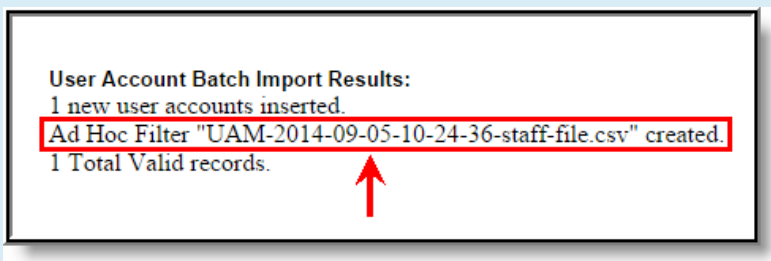 User Account Batch Import Results:
1 new user accounts inserted.
Ad Hoc Filter "UAM-2014-09-05-10-24-36-staff-file.csv" created.
1 Total Valid records.